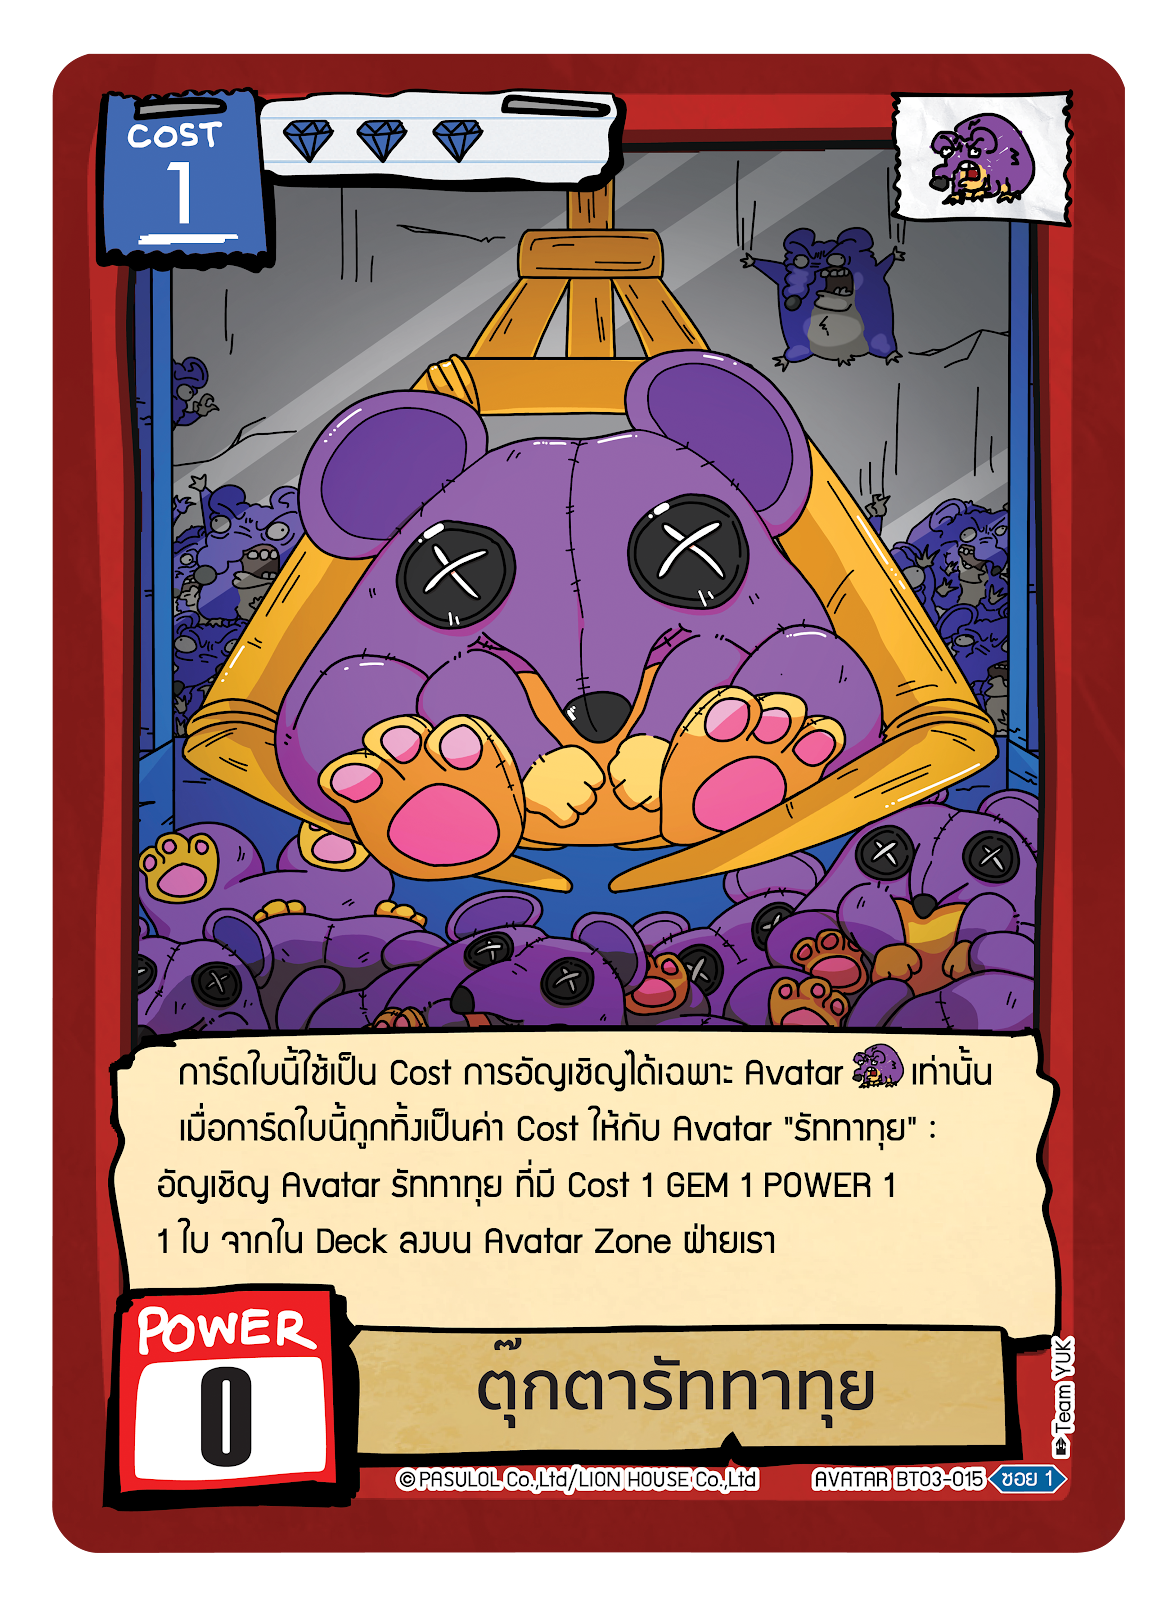 COST
1
การ์ดใบนี้ใช้เป็น Cost การอัญเชิญได้เฉพาะ Avatar เท่านั้น
เมื่อการ์ดใบนี้ถูกทิ้งเป็นค่า Cost ให้กับ Avatar "รัททาทุย" :
อัญเชิญ Avatar รัททาทุย ที่มี Cost 1 GEM 1 POWER 1
1 ใบ จากใน Deck ลงบน Avatar Zone ฝ่ายเรา
POWER
0
ตุ๊กตารัททาทุย
Team YUK
© PASULOL Co.,Ltd/LION HOUSE Co.,Ltd
AVATAR BT03-015 ซอย 1